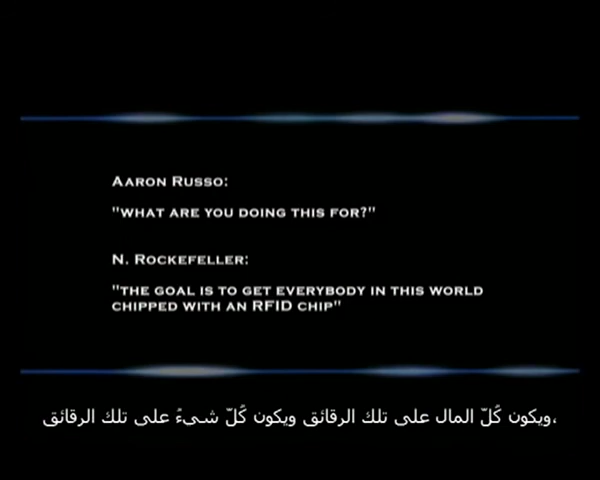 AARON RUSSO:
"WHAT ARE YOU DOING THIS FOR?"
N. ROCKEFELLER:
"THE GOAL IS TO GET EVERYBODY IN THIS WORLD
CHIPPED WITH AN RFID CHIP"
ويكون كُلّ المال على تلك الرقائق ويكون كُلّ شيءَ على تلك الرقائق،